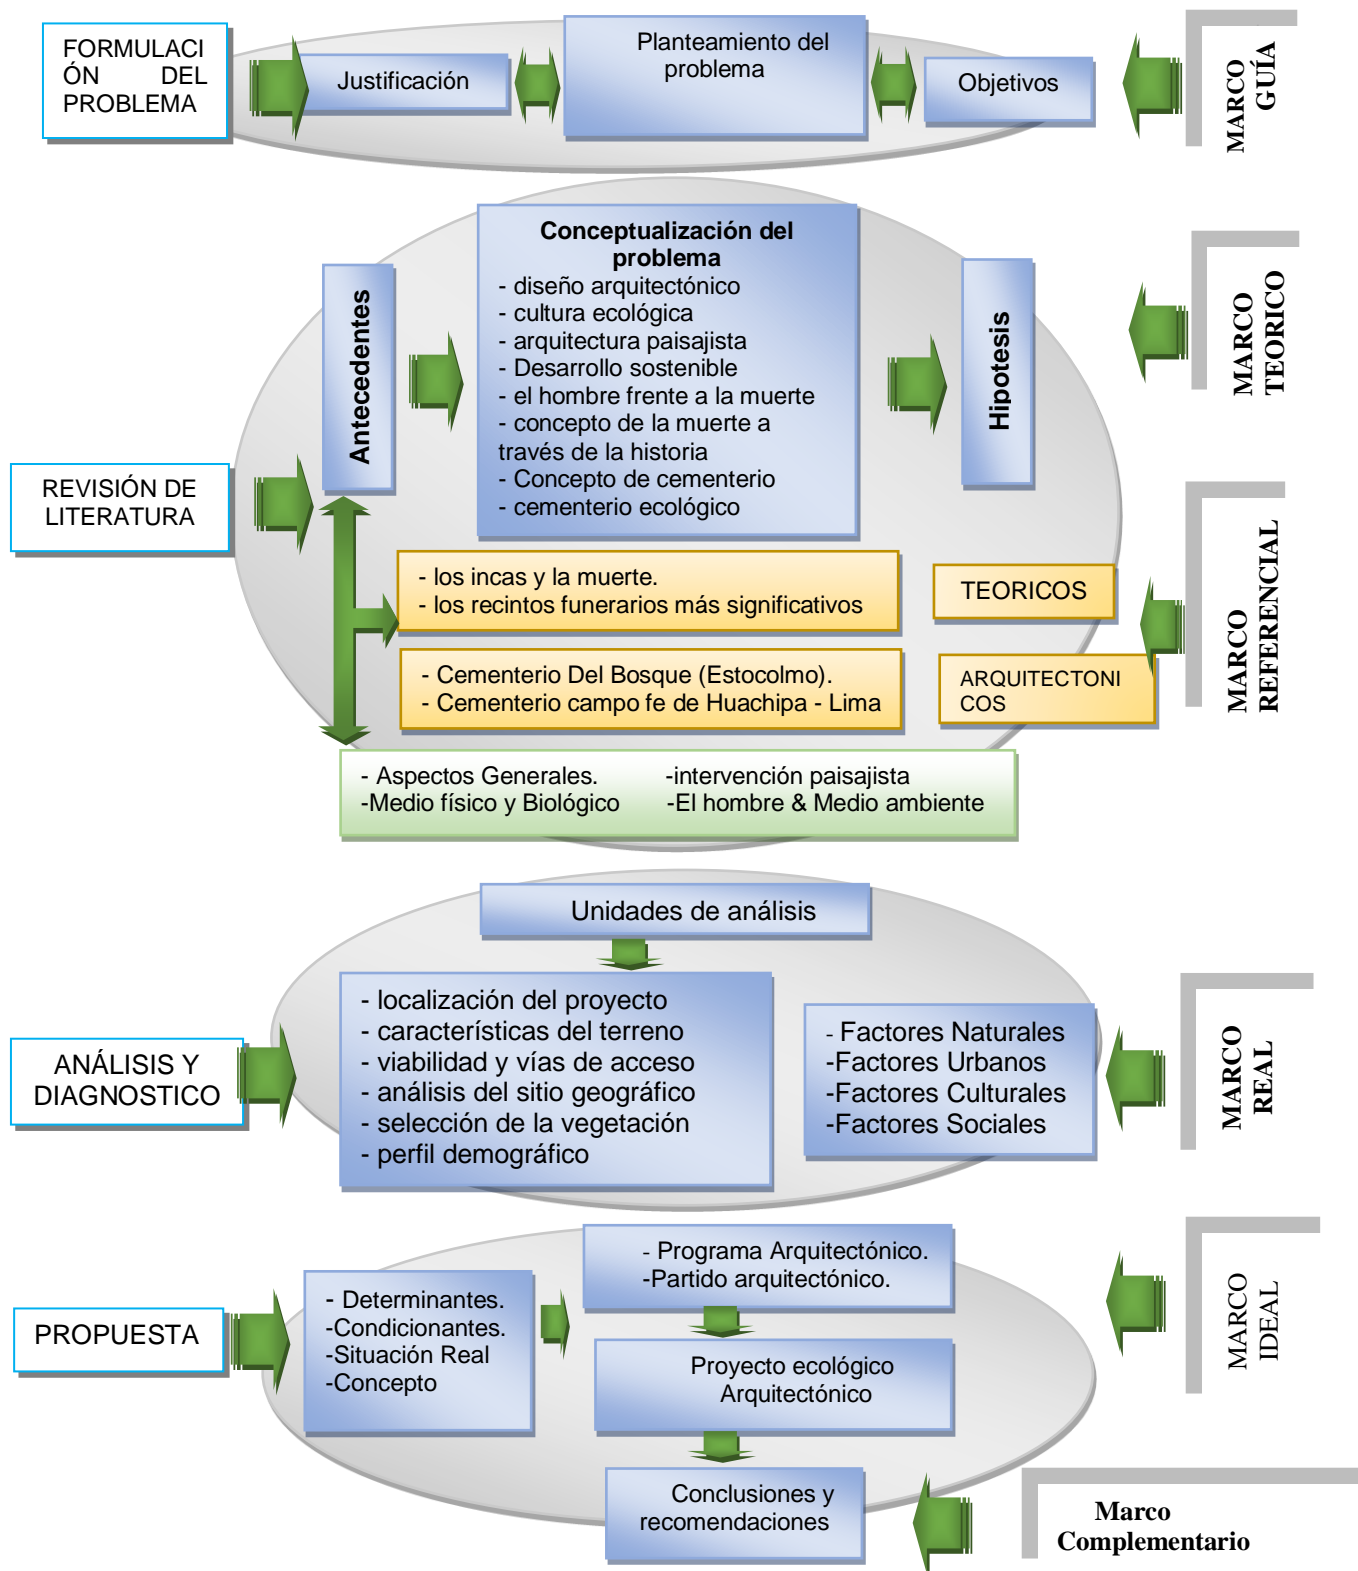 FORMULACI
ÓN DEL
PROBLEMA
Justificación
Planteamiento del
problema
Objetivos
MARCO
GUÍA
Conceptualización del
problema
- diseño arquitectónico
- cultura ecológica
- arquitectura paisajista
- Desarrollo sostenible
- el hombre frente a la muerte
- concepto de la muerte a
través de la historia
- Concepto de cementerio
- cementerio ecológico
Antecedentes
Hipotesis
MARCO
TEORICO
REVISIÓN DE
LITERATURA
- los incas y la muerte.
- los recintos funerarios más significativos
TEORICOS
- Cementerio Del Bosque (Estocolmo).
- Cementerio campo fe de Huachipa - Lima
ARQUITECTONI
COS
MARCO
REFERENCIAL
- Aspectos Generales. -intervención paisajista
-Medio físico y Biológico -El hombre & Medio ambiente
Unidades de análisis
ANÁLISIS Y
DIAGNOSTICO
- localización del proyecto
- características del terreno
- viabilidad y vías de acceso
- análisis del sitio geográfico
- selección de la vegetación
- perfil demográfico
- Factores Naturales
-Factores Urbanos
-Factores Culturales
-Factores Sociales
MARCO
REAL
PROPUESTA
- Determinantes.
-Condicionantes.
-Situación Real
-Concepto
- Programa Arquitectónico.
-Partido arquitectónico.
Proyecto ecológico
Arquitectónico
MARCO
IDEAL
Conclusiones y
recomendaciones
Marco
Complementario